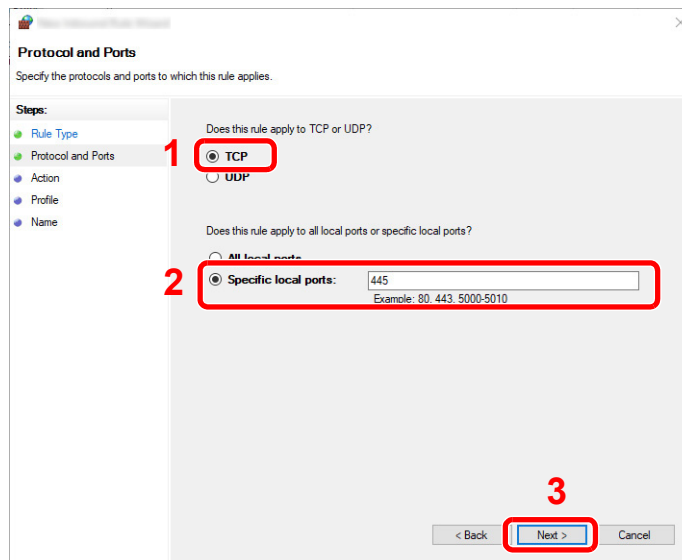 Protocol and Ports
Specify the protocols and ports to which this rule applies.
Steps:
Rule Type
Protocol and Ports
Action
Profile
Name
Does this rule apply to TCP or UDP?
1
TCP
UDP
Does this rule apply to all local ports or specific local ports?
All local ports
2
Specific local ports:
445
Example: 80, 443, 5000-5010
3
< Back
Next >
Cancel